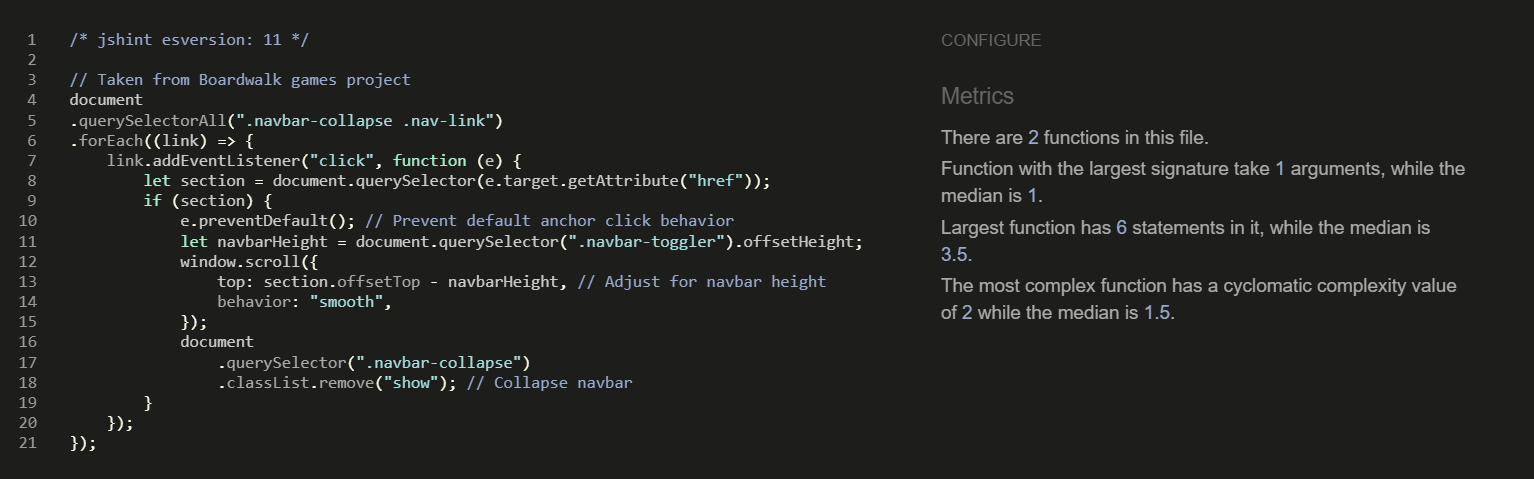 1 /* jshint esversion: 11 */
2
3 // Taken from Boardwalk games project
4 document
5 .querySelectorAll(".navbar-collapse .nav-link")
6 .forEach((link) => {
7     link.addEventListener("click", function (e) {
8         let section = document.querySelector(e.target.getAttribute("href"));
9         if (section) {
10             e.preventDefault(); // Prevent default anchor click behavior
11             let navbarHeight = document.querySelector(".navbar-toggler").offsetHeight;
12             window.scroll({
13                 top: section.offsetTop - navbarHeight, // Adjust for navbar height
14                 behavior: "smooth",
15             });
16             document
17                 .querySelector(".navbar-collapse")
18                 .classList.remove("show"); // Collapse navbar
19         }
20     });
21 });
CONFIGURE
Metrics
There are 2 functions in this file.
Function with the largest signature take 1 arguments, while the
median is 1.
Largest function has 6 statements in it, while the median is
3.5.
The most complex function has a cyclomatic complexity value
of 2 while the median is 1.5.